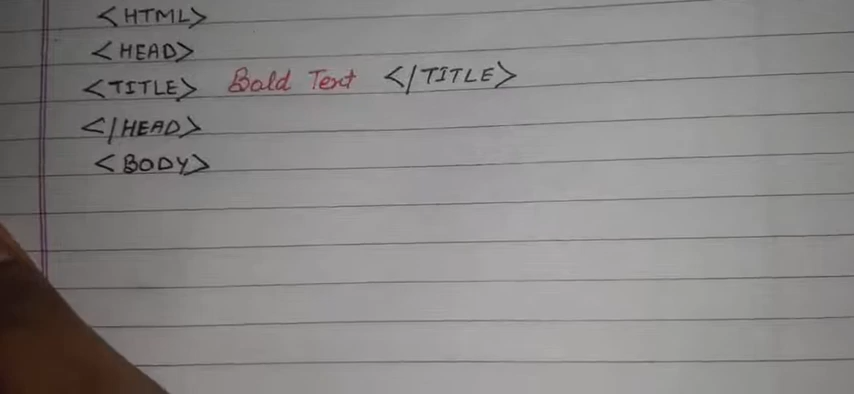 <HTML>
<HEAD>
<TITLE> Bold Text </TITLE>
</HEAD>
<BODY>